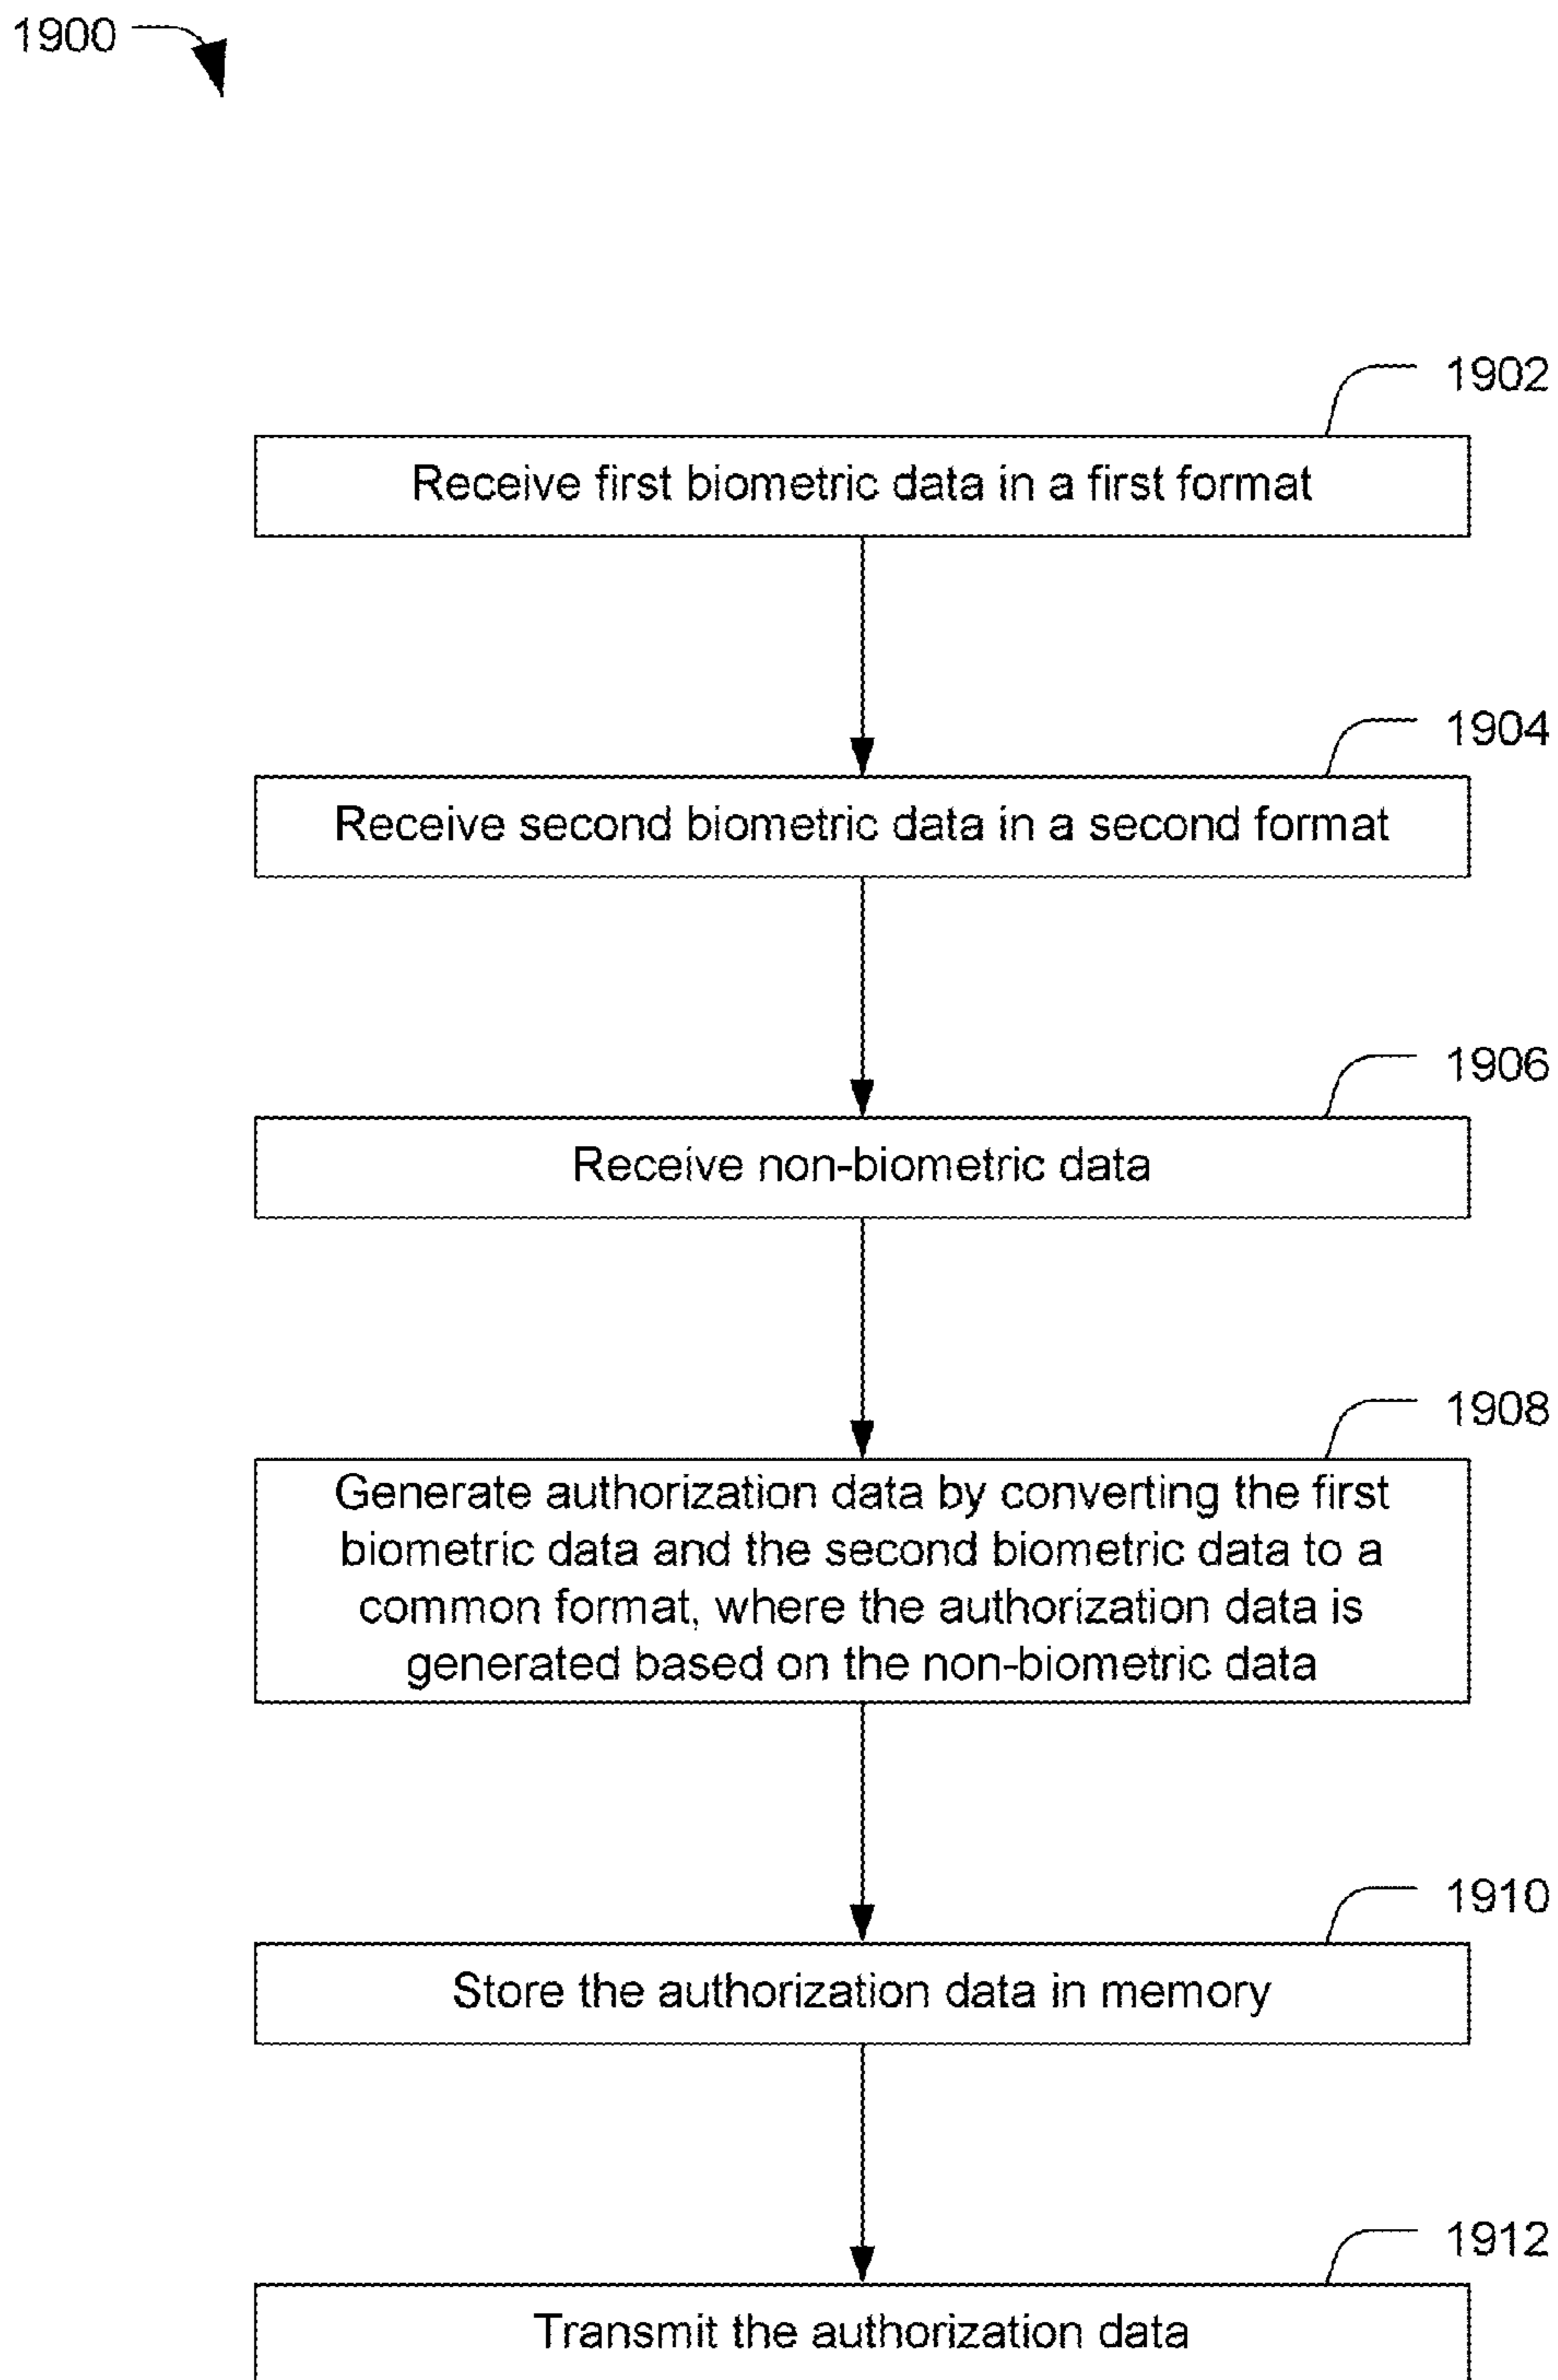 1900
1902
Receive first biometric data in a first format
1904
Receive second biometric data in a second format
1906
Receive non-biometric data
1908
Generate authorization data by converting the first
biometric data and the second biometric data to a
common format, where the authorization data is
generated based on the non-biometric data
1910
Store the authorization data in memory
1912
Transmit the authorization data